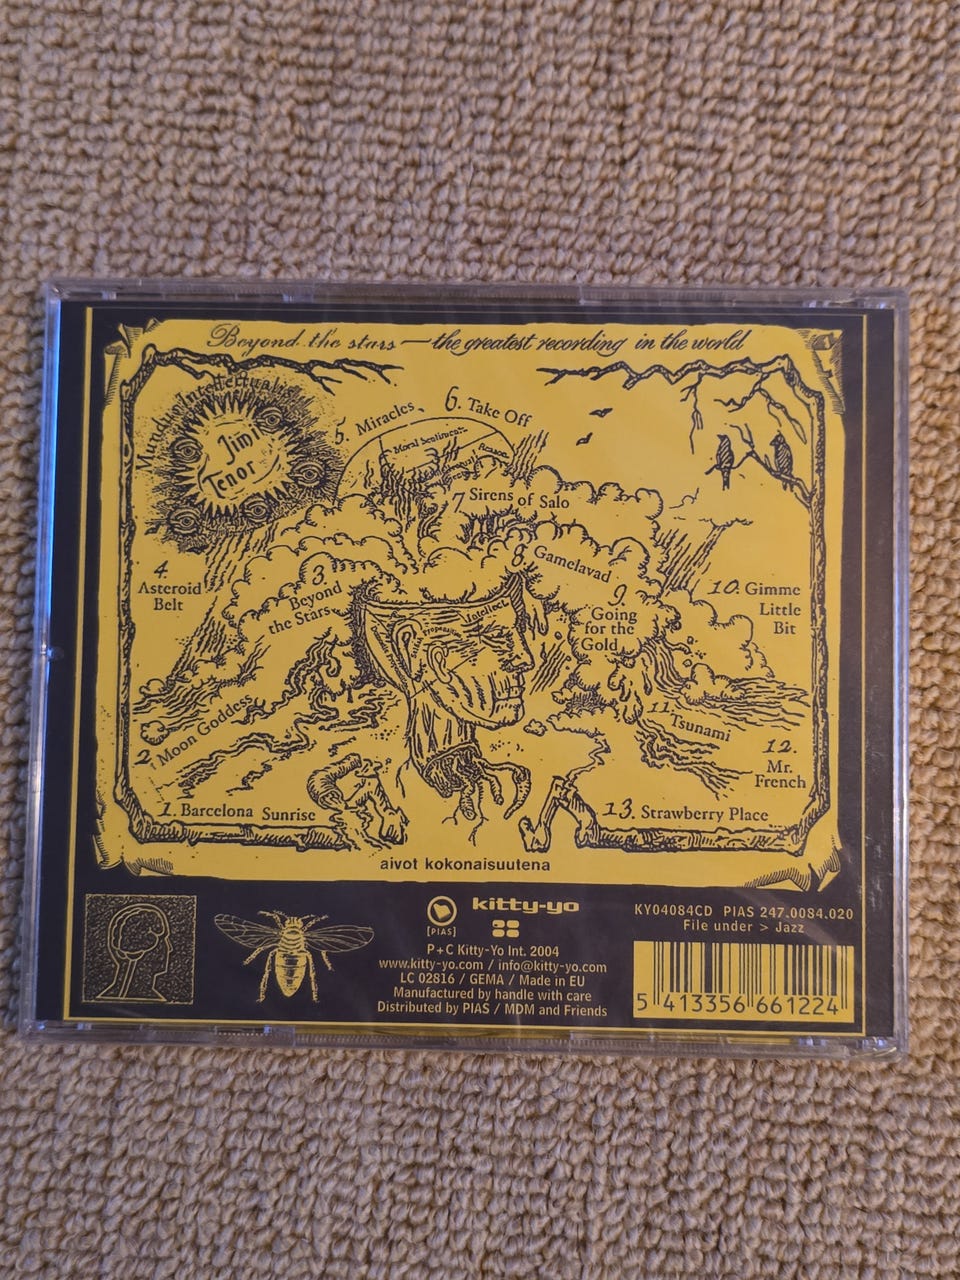 Beyond the stars — the greatest recording in the world
Jimi
Tenor
5. Miracles
6. Take Off
Moral Sentiments
7 Sirens of Salo
8. Gamelavad
4.
Asteroid
Belt
3.
Beyond
the Stars
9.
Going
for the
Gold
10. Gimme
Little
Bit
Intellect
2. Moon Goddess
11. Tsunami
12.
Mr.
French
1. Barcelona Sunrise
13. Strawberry Place
aivot kokonaisuutena
[PIAS]
kitty-yo
P+C Kitty-Yo Int. 2004
www.kitty-yo.com / info@kitty-yo.com
LC 02816 / GEMA / Made in EU
Manufactured by handle with care
Distributed by PIAS / MDM and Friends
KY04084CD PIAS 247.0084.020
File under > Jazz
5 413356 661224